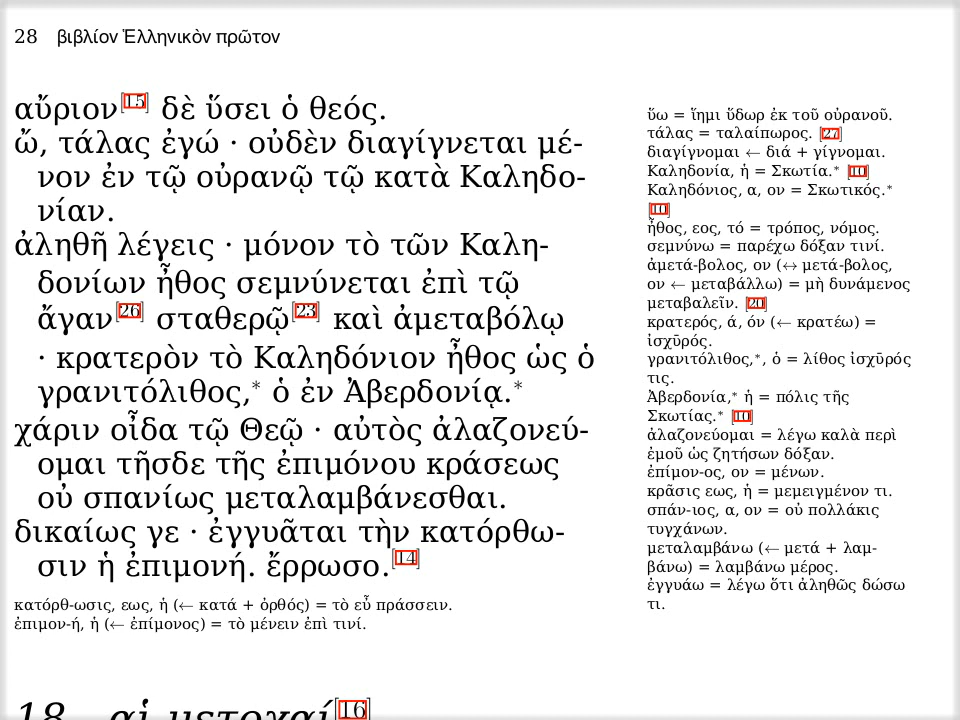 28 βιβλίον Ἑλληνικὸν πρῶτον
αὔριον[15] δὲ ὕσει ὁ θεός.
ὤ, τάλας ἐγώ · οὐδὲν διαγίγνεται μέ-
νον ἐν τῷ οὐρανῷ τῷ κατὰ Καληδο-
νίαν.
ἀληθῆ λέγεις · μόνον τὸ τῶν Καλη-
δονίων ἦθος σεμνύνεται ἐπὶ τῷ
ἄγαν[26] σταθερῷ[23] καὶ ἀμεταβόλῳ
· κρατερὸν τὸ Καληδόνιον ἦθος ὡς ὁ
γρανιτόλιθος,* ὁ ἐν Ἀβερδονίᾳ.*
χάριν οἶδα τῷ Θεῷ · αὐτὸς ἀλαζονεύ-
ομαι τῆσδε τῆς ἐπιμόνου κράσεως
οὐ σπανίως μεταλαμβάνεσθαι.
δικαίως γε · ἐγγυᾶται τὴν κατόρθω-
σιν ἡ ἐπιμονή. ἔρρωσο.[14]
κατόρθ-ωσις, εως, ἡ (← κατά + ὀρθός) = τὸ εὖ πράσσειν.
ἐπιμον-ή, ἡ (← ἐπίμονος) = τὸ μένειν ἐπὶ τινί.
ὕω = ἵημι ὕδωρ ἐκ τοῦ οὐρανοῦ.
τάλας = ταλαίπωρος. [27]
διαγίγνομαι ← διά + γίγνομαι.
Καληδονία, ἡ = Σκωτία.* [10]
Καληδόνιος, α, ον = Σκωτικός.*
[10]
ἦθος, εος, τό = τρόπος, νόμος.
σεμνύνω = παρέχω δόξαν τινί.
ἀμετά-βολος, ον (↔ μετά-βολος,
ον ← μεταβάλλω) = μὴ δυνάμενος
μεταβαλεῖν. [20]
κρατερός, ά, όν (← κρατέω) =
ἰσχῡρός.
γρανιτόλιθος,*, ὁ = λίθος ἰσχῡρός
τις.
Ἀβερδονία,* ἡ = πόλις τῆς
Σκωτίας.* [10]
ἀλαζονεύομαι = λέγω καλὰ περὶ
ἐμοῦ ὡς ζητήσων δόξαν.
ἐπίμον-ος, ον = μένων.
κρᾶσις εως, ἡ = μεμειγμένον τι.
σπάν-ιος, α, ον = οὐ πολλάκις
τυγχάνων.
μεταλαμβάνω (← μετά + λαμ-
βάνω) = λαμβάνω μέρος.
ἐγγυάω = λέγω ὅτι ἀληθῶς δώσω
τι.
18 αἱ μετοχαί[16]